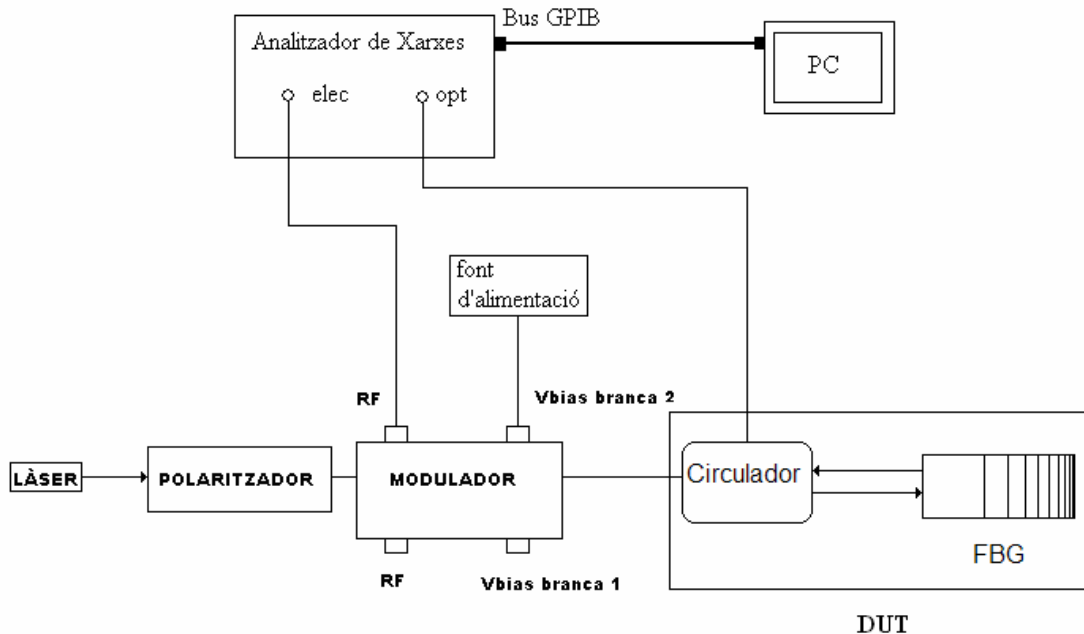 Bus GPIB
Analitzador de Xarxes
PC
elec
opt
font
d'alimentació
RF
Vbias branca 2
LÀSER
POLARITZADOR
MODULADOR
Circulador
FBG
RF
Vbias branca 1
DUT